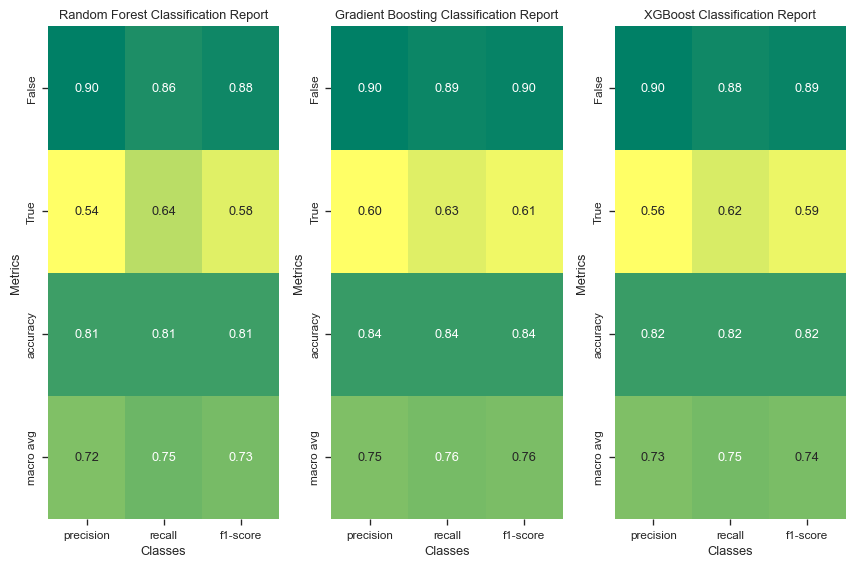 Random Forest Classification Report
Metrics
False 0.90 0.86 0.88
True 0.54 0.64 0.58
accuracy 0.81 0.81 0.81
macro avg 0.72 0.75 0.73
precision recall f1-score
Classes
Gradient Boosting Classification Report
Metrics
False 0.90 0.89 0.90
True 0.60 0.63 0.61
accuracy 0.84 0.84 0.84
macro avg 0.75 0.76 0.76
precision recall f1-score
Classes
XGBoost Classification Report
Metrics
False 0.90 0.88 0.89
True 0.56 0.62 0.59
accuracy 0.82 0.82 0.82
macro avg 0.73 0.75 0.74
precision recall f1-score
Classes